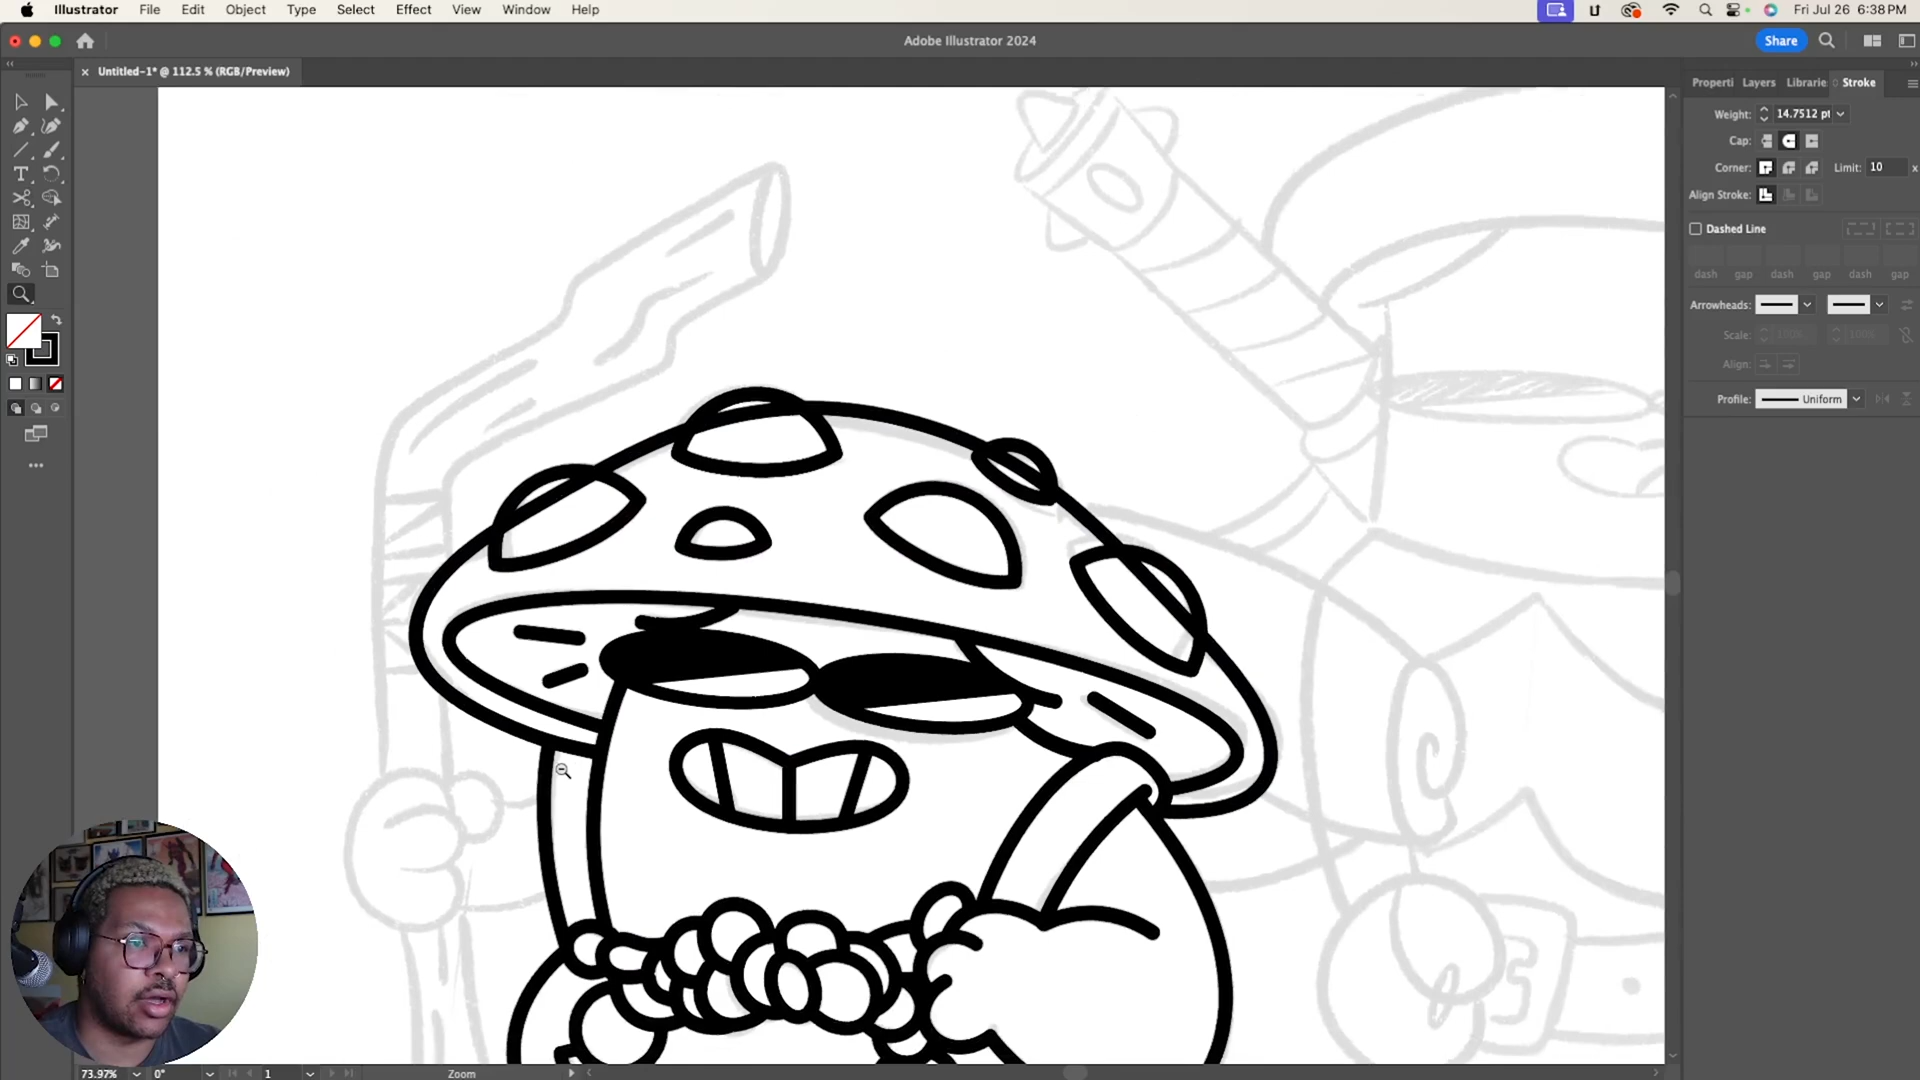 Illustrator File Edit Object Type Select Effect View Window Help Fri Jul 26 6:38 PM
Adobe Illustrator 2024
Share
× Untitled-1* @ 112.5 % (RGB/Preview)
Properti Layers Librarie Stroke
Weight: 14.7512 pt
Cap:
Corner: Limit: 10 x
Align Stroke:
Dashed Line
dash gap dash gap dash gap
Arrowheads:
Scale: 100% 100%
Align:
Profile: Uniform
73.97% 0° 1 Zoom